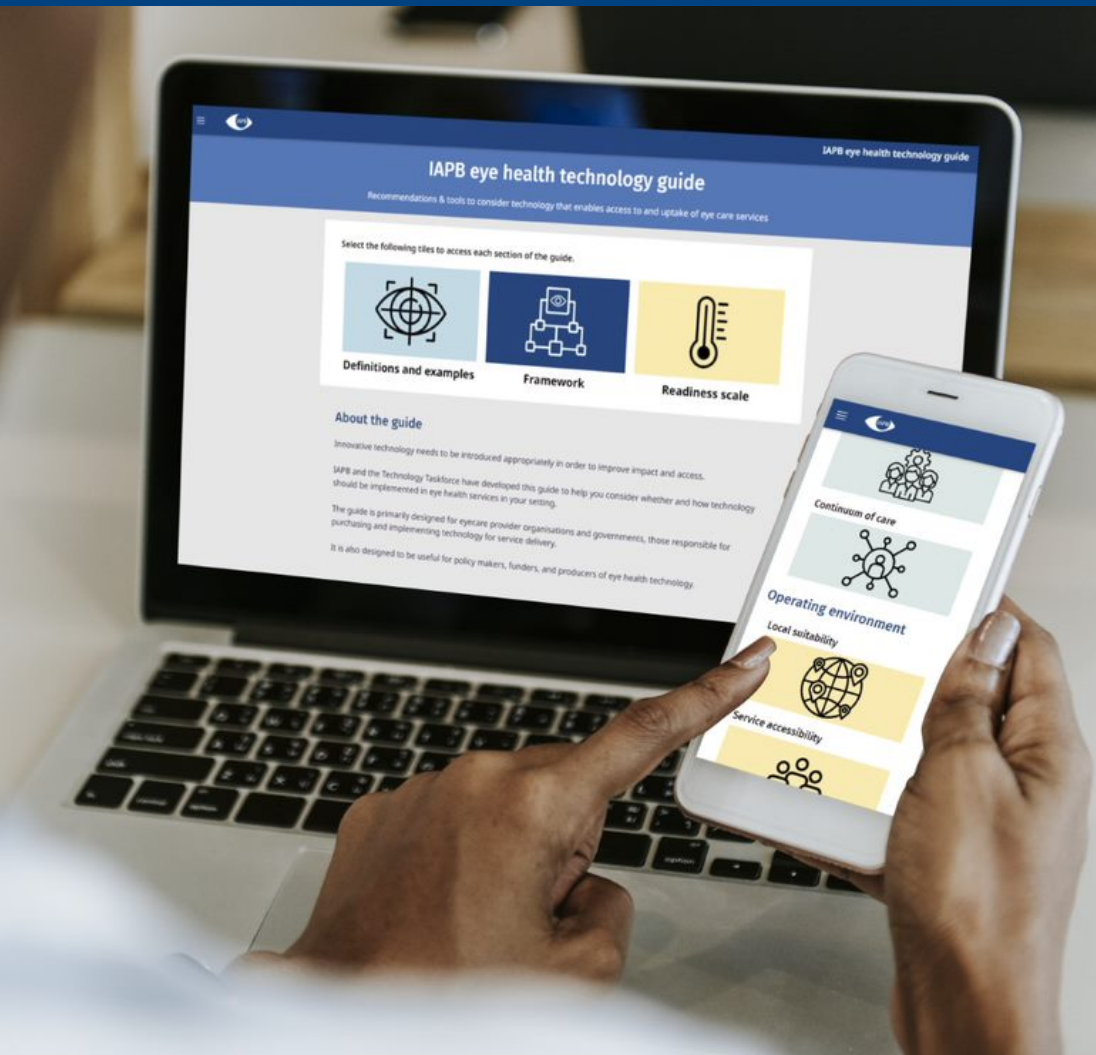 IAPB eye health technology guide
IAPB eye health technology guide
Recommendations & tools to consider technology that enables access to and uptake of eye care services
Select the following tiles to access each section of the guide.
Definitions and examples
Framework
Readiness scale
About the guide
Innovative technology needs to be introduced appropriately in order to improve impact and access.
IAPB and the Technology Taskforce have developed this guide to help you consider whether and how technology
should be implemented in eye health services in your setting.
The guide is primarily designed for eyecare provider organisations and governments, those responsible for
purchasing and implementing technology for service delivery.
It is also designed to be useful for policy makers, funders, and producers of eye health technology.
Continuum of care
Operating environment
Local suitability
Service accessibility